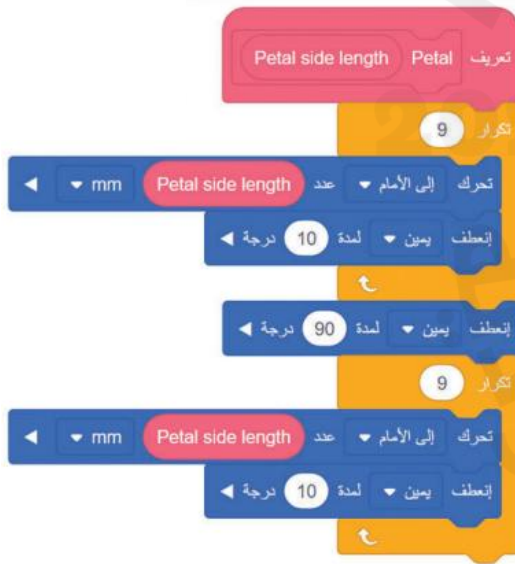 تعريف Petal Petal side length
تكرار 9
تحرك إلى الأمام عدد Petal side length mm
إنعطف يمين لمدة 10 درجة
إنعطف يمين لمدة 90 درجة
تكرار 9
تحرك إلى الأمام عدد Petal side length mm
إنعطف يمين لمدة 10 درجة